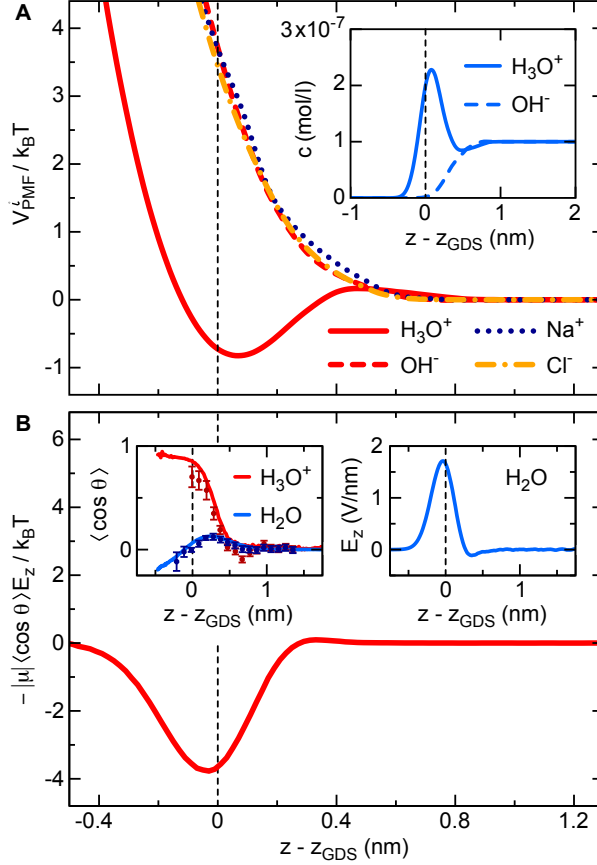 A
V^i_PMF / k_BT
4
3
2
1
0
-1
3x10^-7
2
1
0
c (mol/l)
-1 0 1 2
z - z_GDS (nm)
H₃O⁺
OH⁻
H₃O⁺
OH⁻
Na⁺
Cl⁻
B
- |μ| ⟨cos θ⟩E_z / k_BT
6
4
2
0
-2
-4
1
0
⟨cos θ⟩
0 1
z - z_GDS (nm)
H₃O⁺
H₂O
2
1
0
E_z (V/nm)
0 1
z - z_GDS (nm)
H₂O
-0.4 0 0.4 0.8 1.2
z - z_GDS (nm)